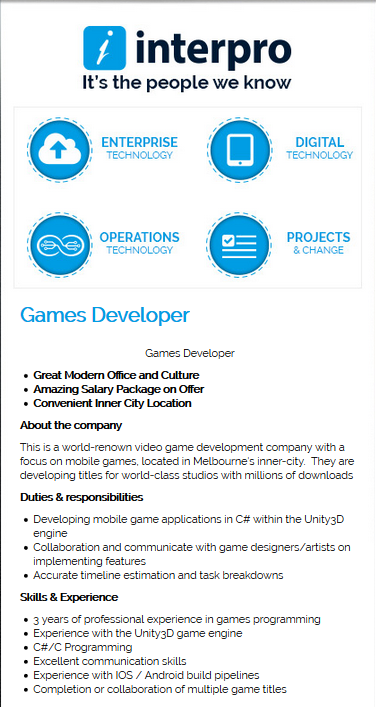 i interpro
It's the people we know
ENTERPRISE
TECHNOLOGY
DIGITAL
TECHNOLOGY
OPERATIONS
TECHNOLOGY
PROJECTS
& CHANGE
Games Developer
Games Developer
• Great Modern Office and Culture
• Amazing Salary Package on Offer
• Convenient Inner City Location
About the company
This is a world-renown video game development company with a
focus on mobile games, located in Melbourne's inner-city.  They are
developing titles for world-class studios with millions of downloads
Duties & responsibilities
• Developing mobile game applications in C# within the Unity3D
engine
• Collaboration and communicate with game designers/artists on
implementing features
• Accurate timeline estimation and task breakdowns
Skills & Experience
• 3 years of professional experience in games programming
• Experience with the Unity3D game engine
• C#/C Programming
• Excellent communication skills
• Experience with IOS / Android build pipelines
• Completion or collaboration of multiple game titles